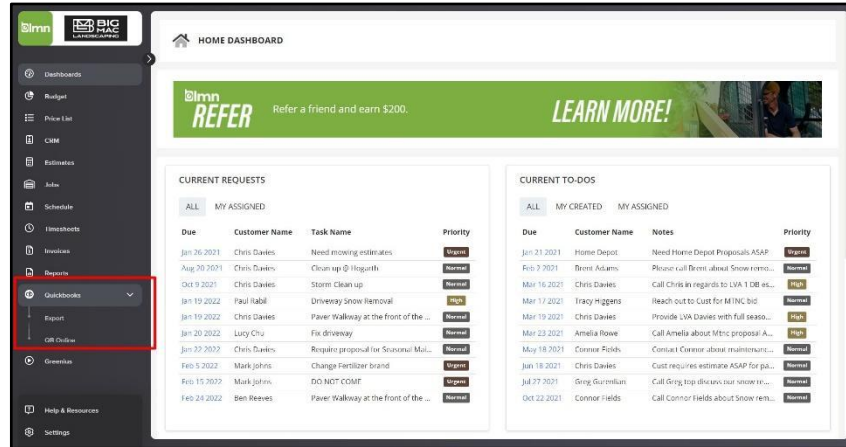 lmn
BIG MAC
LANDSCAPING
HOME DASHBOARD
Dashboards
Budget
Price List
CRM
Estimates
Jobs
Schedule
Timesheets
Invoices
Reports
Quickbooks
Export
QB Online
Greenius
Help & Resources
Settings
lmn
REFER
Refer a friend and earn $200.
LEARN MORE!
CURRENT REQUESTS
ALL MY ASSIGNED
Due Customer Name Task Name Priority
Jan 26 2021 Chris Davies Need mowing estimates Urgent
Aug 20 2021 Chris Davies Clean up @ Hogarth Normal
Oct 9 2021 Chris Davies Storm Clean up Normal
Jan 19 2022 Paul Rabil Driveway Snow Removal High
Jan 19 2022 Chris Davies Paver Walkway at the front of the ... Normal
Jan 20 2022 Lucy Chu Fix driveway Normal
Jan 22 2022 Chris Davies Require proposal for Seasonal Mai... Normal
Feb 5 2022 Mark Johns Change Fertilizer brand Urgent
Feb 15 2022 Mark Johns DO NOT COME Urgent
Feb 24 2022 Ben Reeves Paver Walkway at the front of the ... Normal
CURRENT TO-DOS
ALL MY CREATED MY ASSIGNED
Due Customer Name Notes Priority
Jan 21 2021 Home Depot Need Home Depot Proposals ASAP Urgent
Feb 2 2021 Brent Adams Please call Brent about Snow remo... Normal
Mar 16 2021 Chris Davies Call Chris in regards to LVA 1 DB es... High
Mar 17 2021 Tracy Higgens Reach out to Cust for MTNC bid Normal
Mar 19 2021 Chris Davies Provide LVA Davies with full seaso... High
Mar 23 2021 Amelia Rowe Call Amelia about Mtnc proposal A... High
May 18 2021 Connor Fields Contact Connor about maintenanc... Normal
Jun 18 2021 Chris Davies Cust requires estimate ASAP for pa... Normal
Jul 27 2021 Greg Gurenlian Call Greg top discuss our snow re... Normal
Oct 22 2021 Connor Fields Call Connor Fields about Snow rem... Normal